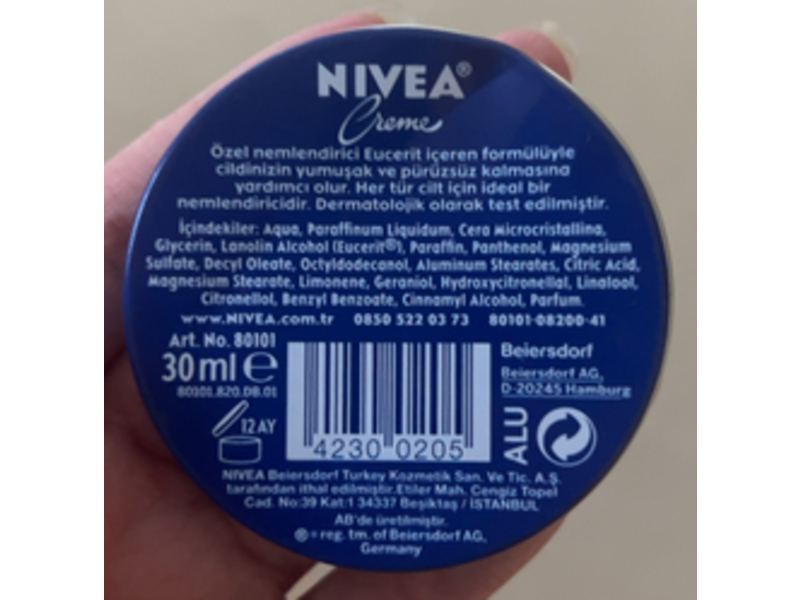 NIVEA®
Creme
Özel nemlendirici Eucerit içeren formülüyle
cildinizin yumuşak ve pürüzsüz kalmasına
yardımcı olur. Her tür cilt için ideal bir
nemlendiricidir. Dermatolojik olarak test edilmiştir.
İçindekiler: Aqua, Paraffinum Liquidum, Cera Microcristallina,
Glycerin, Lanolin Alcohol (Eucerit®), Paraffin, Panthenol, Magnesium
Sulfate, Decyl Oleate, Octyldodecanol, Aluminum Stearates, Citric Acid,
Magnesium Stearate, Limonene, Geraniol, Hydroxycitronellal, Linalool,
Citronellol, Benzyl Benzoate, Cinnamyl Alcohol, Parfum.
www.NIVEA.com.tr 0850 522 03 73 80101-08200-41
Art. No. 80101
30 ml ℮
80101.820.DB.01
12 AY
4230 0205
Beiersdorf
Beiersdorf AG,
D-20245 Hamburg
ALU
NIVEA Beiersdorf Turkey Kozmetik San. Ve Tic. A.Ş.
tarafından ithal edilmiştir.Etiler Mah. Cengiz Topel
Cad. No:39 Kat:1 34337 Beşiktaş / İSTANBUL
AB'de üretilmiştir.
® = reg. tm. of Beiersdorf AG,
Germany